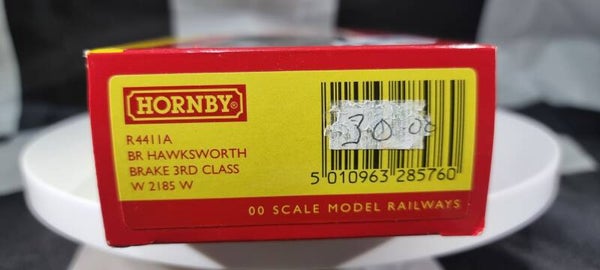 HORNBY®
R4411A
BR HAWKSWORTH
BRAKE 3RD CLASS
W 2185 W
30.00
5 010963 285760
00 SCALE MODEL RAILWAYS